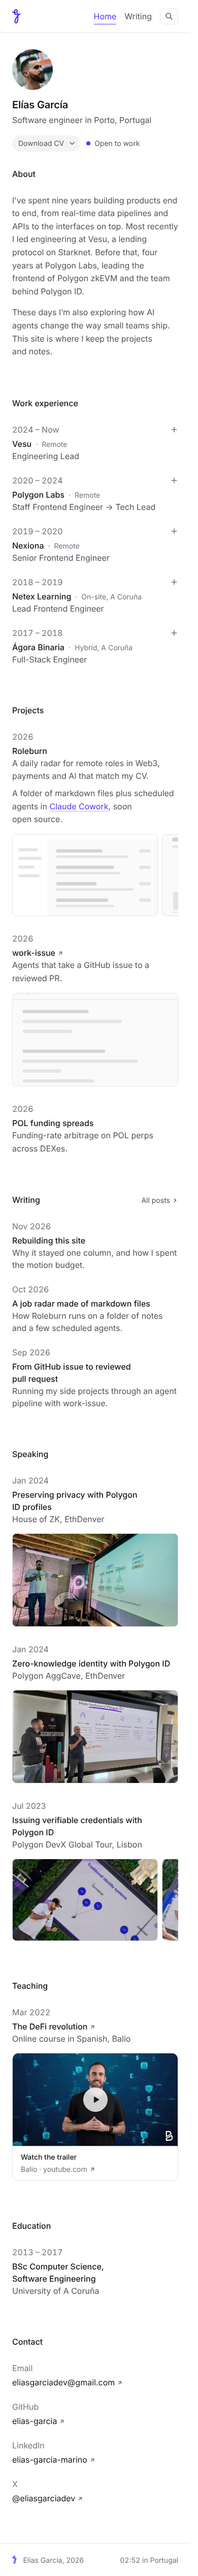 Home Writing
Elías García
Software engineer in Porto, Portugal
Download CV Open to work
About
I've spent nine years building products end
to end, from real-time data pipelines and
APIs to the interfaces on top. Most recently
I led engineering at Vesu, a lending
protocol on Starknet. Before that, four
years at Polygon Labs, leading the
frontend of Polygon zkEVM and the team
behind Polygon ID.
These days I'm also exploring how AI
agents change the way small teams ship.
This site is where I keep the projects
and notes.
Work experience
2024 – Now
Vesu · Remote
Engineering Lead
2020 – 2024
Polygon Labs · Remote
Staff Frontend Engineer → Tech Lead
2019 – 2020
Nexiona · Remote
Senior Frontend Engineer
2018 – 2019
Netex Learning · On-site, A Coruña
Lead Frontend Engineer
2017 – 2018
Ágora Binaria · Hybrid, A Coruña
Full-Stack Engineer
Projects
2026
Roleburn
A daily radar for remote roles in Web3,
payments and AI that match my CV.
A folder of markdown files plus scheduled
agents in Claude Cowork, soon
open source.
2026
work-issue ↗
Agents that take a GitHub issue to a
reviewed PR.
2026
POL funding spreads
Funding-rate arbitrage on POL perps
across DEXes.
Writing All posts ›
Nov 2026
Rebuilding this site
Why it stayed one column, and how I spent
the motion budget.
Oct 2026
A job radar made of markdown files
How Roleburn runs on a folder of notes
and a few scheduled agents.
Sep 2026
From GitHub issue to reviewed
pull request
Running my side projects through an agent
pipeline with work-issue.
Speaking
Jan 2024
Preserving privacy with Polygon
ID profiles
House of ZK, EthDenver
Jan 2024
Zero-knowledge identity with Polygon ID
Polygon AggCave, EthDenver
Jul 2023
Issuing verifiable credentials with
Polygon ID
Polygon DevX Global Tour, Lisbon
Teaching
Mar 2022
The DeFi revolution ↗
Online course in Spanish, Balio
Watch the trailer
Balio · youtube.com ↗
Education
2013 – 2017
BSc Computer Science,
Software Engineering
University of A Coruña
Contact
Email
eliasgarciadev@gmail.com ↗
GitHub
elias-garcia ↗
LinkedIn
elias-garcia-marino ↗
X
@eliasgarciadev ↗
Elías García, 2026 02:52 in Portugal